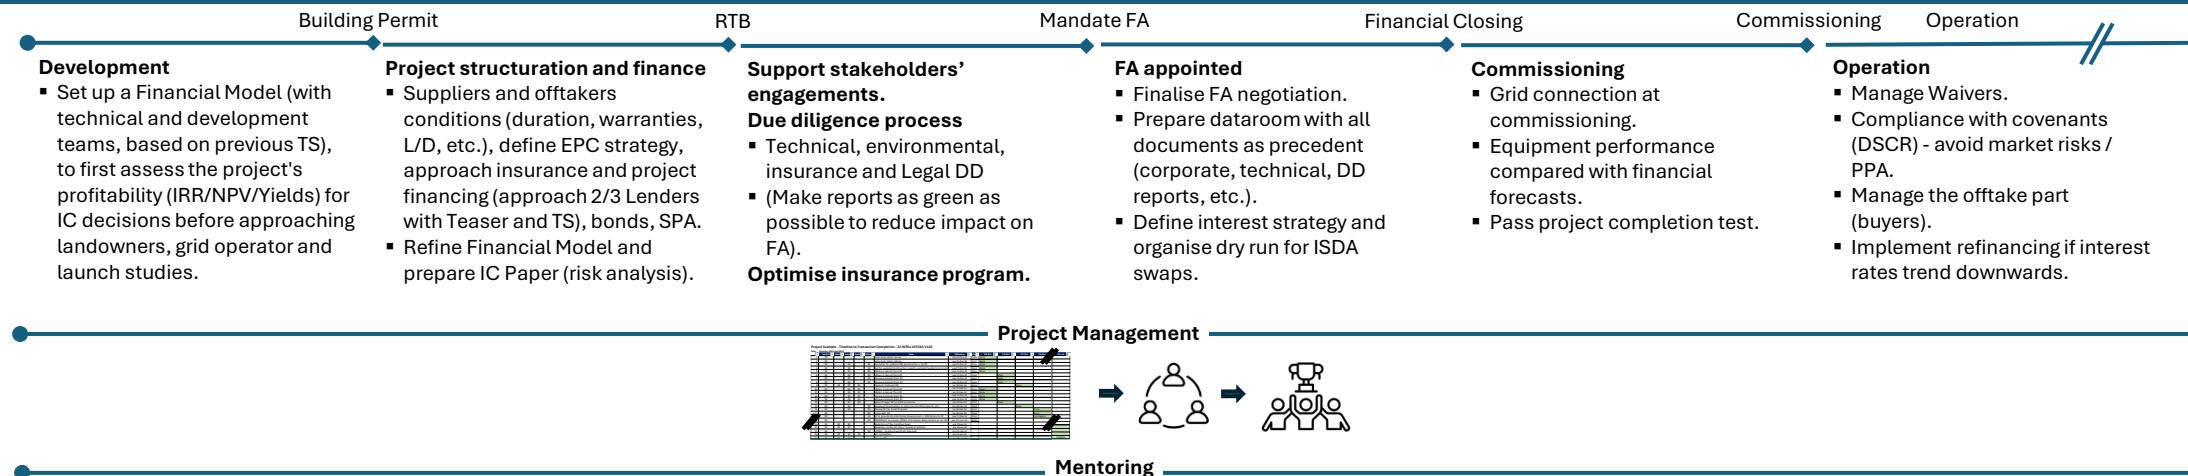 Building Permit
RTB
Mandate FA
Financial Closing
Commissioning
Operation
Development
▪ Set up a Financial Model (with
technical and development
teams, based on previous TS),
to first assess the project's
profitability (IRR/NPV/Yields) for
IC decisions before approaching
landowners, grid operator and
launch studies.
Project structuration and finance
▪ Suppliers and offtakers
conditions (duration, warranties,
L/D, etc.), define EPC strategy,
approach insurance and project
financing (approach 2/3 Lenders
with Teaser and TS), bonds, SPA.
▪ Refine Financial Model and
prepare IC Paper (risk analysis).
Support stakeholders’
engagements.
Due diligence process
▪ Technical, environmental,
insurance and Legal DD
▪ (Make reports as green as
possible to reduce impact on
FA).
Optimise insurance program.
FA appointed
▪ Finalise FA negotiation.
▪ Prepare dataroom with all
documents as precedent
(corporate, technical, DD
reports, etc.).
▪ Define interest strategy and
organise dry run for ISDA
swaps.
Commissioning
▪ Grid connection at
commissioning.
▪ Equipment performance
compared with financial
forecasts.
▪ Pass project completion test.
Operation
▪ Manage Waivers.
▪ Compliance with covenants
(DSCR) - avoid market risks /
PPA.
▪ Manage the offtake part
(buyers).
▪ Implement refinancing if interest
rates trend downwards.
Project Management
Mentoring